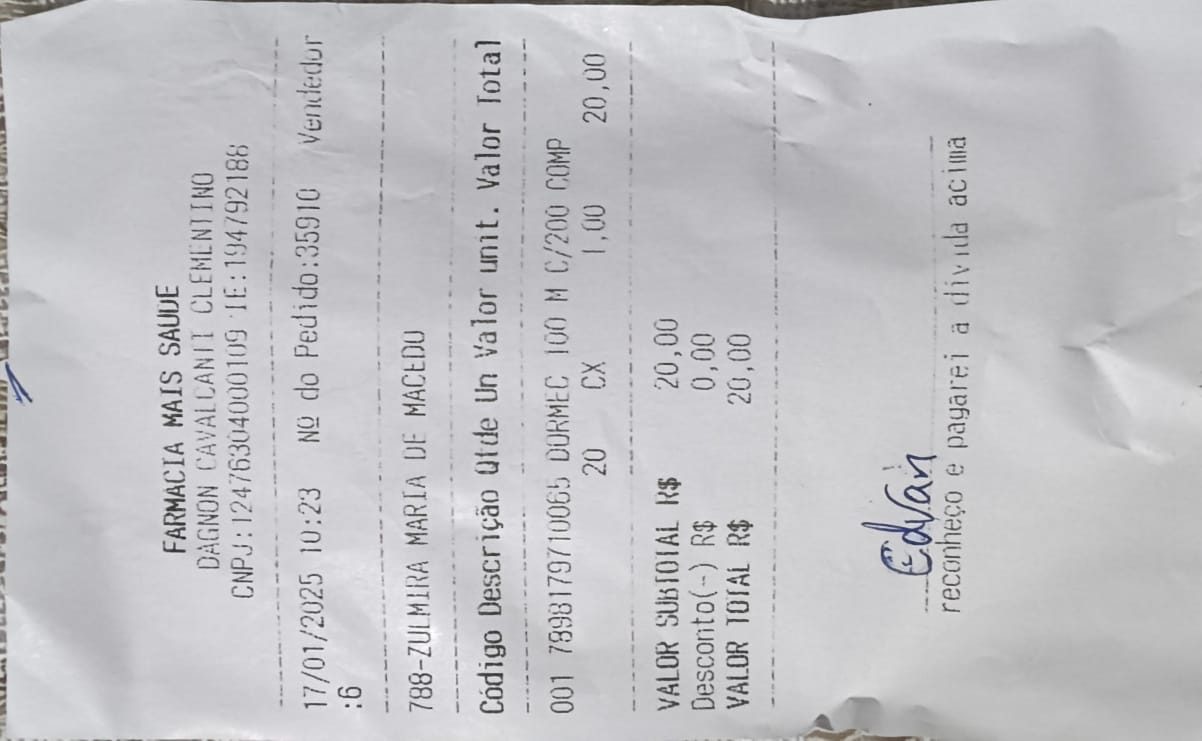 FARMACIA MAIS SAUDE
DAGNON CAVALCANTI CLEMENTINO
CNPJ:12476304000109 IE:194792188
17/01/2025 10:23 Nº do Pedido:35910 Vendedor
:6
788-ZULMIRA MARIA DE MACEDO
Código Descrição Qtde Un Valor unit. Valor Total
001 7898179710065 DORMEC 100 M C/200 COMP
20 CX 1,00 20,00
VALOR SUBTOTAL R$ 20,00
Desconto(-) R$ 0,00
VALOR TOTAL R$ 20,00
Edvan
reconheço e pagarei a divida acima